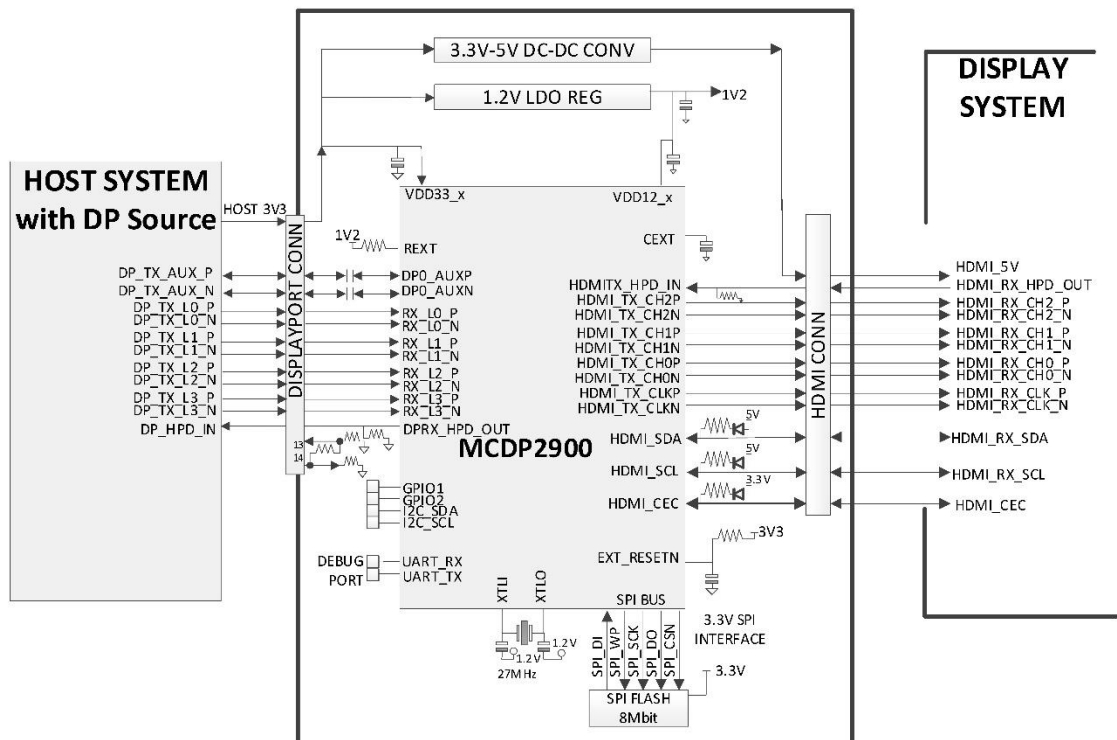 3.3V-5V DC-DC CONV
1.2V LDO REG
1V2
DISPLAY
SYSTEM
HOST SYSTEM
with DP Source
HOST 3V3
DISPLAYPORT CONN
VDD33_x
VDD12_x
1V2
REXT
CEXT
DP_TX_AUX_P
DP_TX_AUX_N
DP_TX_L0_P
DP_TX_L0_N
DP_TX_L1_P
DP_TX_L1_N
DP_TX_L2_P
DP_TX_L2_N
DP_TX_L3_P
DP_TX_L3_N
DP_HPD_IN
13
14
DP0_AUXP
DP0_AUXN
RX_L0_P
RX_L0_N
RX_L1_P
RX_L1_N
RX_L2_P
RX_L2_N
RX_L3_P
RX_L3_N
DPRX_HPD_OUT
MCDP2900
HDMITX_HPD_IN
HDMI_TX_CH2P
HDMI_TX_CH2N
HDMI_TX_CH1P
HDMI_TX_CH1N
HDMI_TX_CH0P
HDMI_TX_CH0N
HDMI_TX_CLKP
HDMI_TX_CLKN
HDMI_SDA
5V
HDMI_SCL
5V
HDMI_CEC
3.3V
HDMI CONN
HDMI_5V
HDMI_RX_HPD_OUT
HDMI_RX_CH2_P
HDMI_RX_CH2_N
HDMI_RX_CH1_P
HDMI_RX_CH1_N
HDMI_RX_CH0_P
HDMI_RX_CH0_N
HDMI_RX_CLK_P
HDMI_RX_CLK_N
HDMI_RX_SDA
HDMI_RX_SCL
HDMI_CEC
GPIO1
GPIO2
I2C_SDA
I2C_SCL
DEBUG
PORT
UART_RX
UART_TX
EXT_RESETN
3V3
XTLI
XTLO
1.2V
1.2V
27MHz
SPI BUS
SPI_DI
SPI_WP
SPI_SCK
SPI_DO
SPI_CSN
3.3V SPI
INTERFACE
3.3V
SPI FLASH
8Mbit